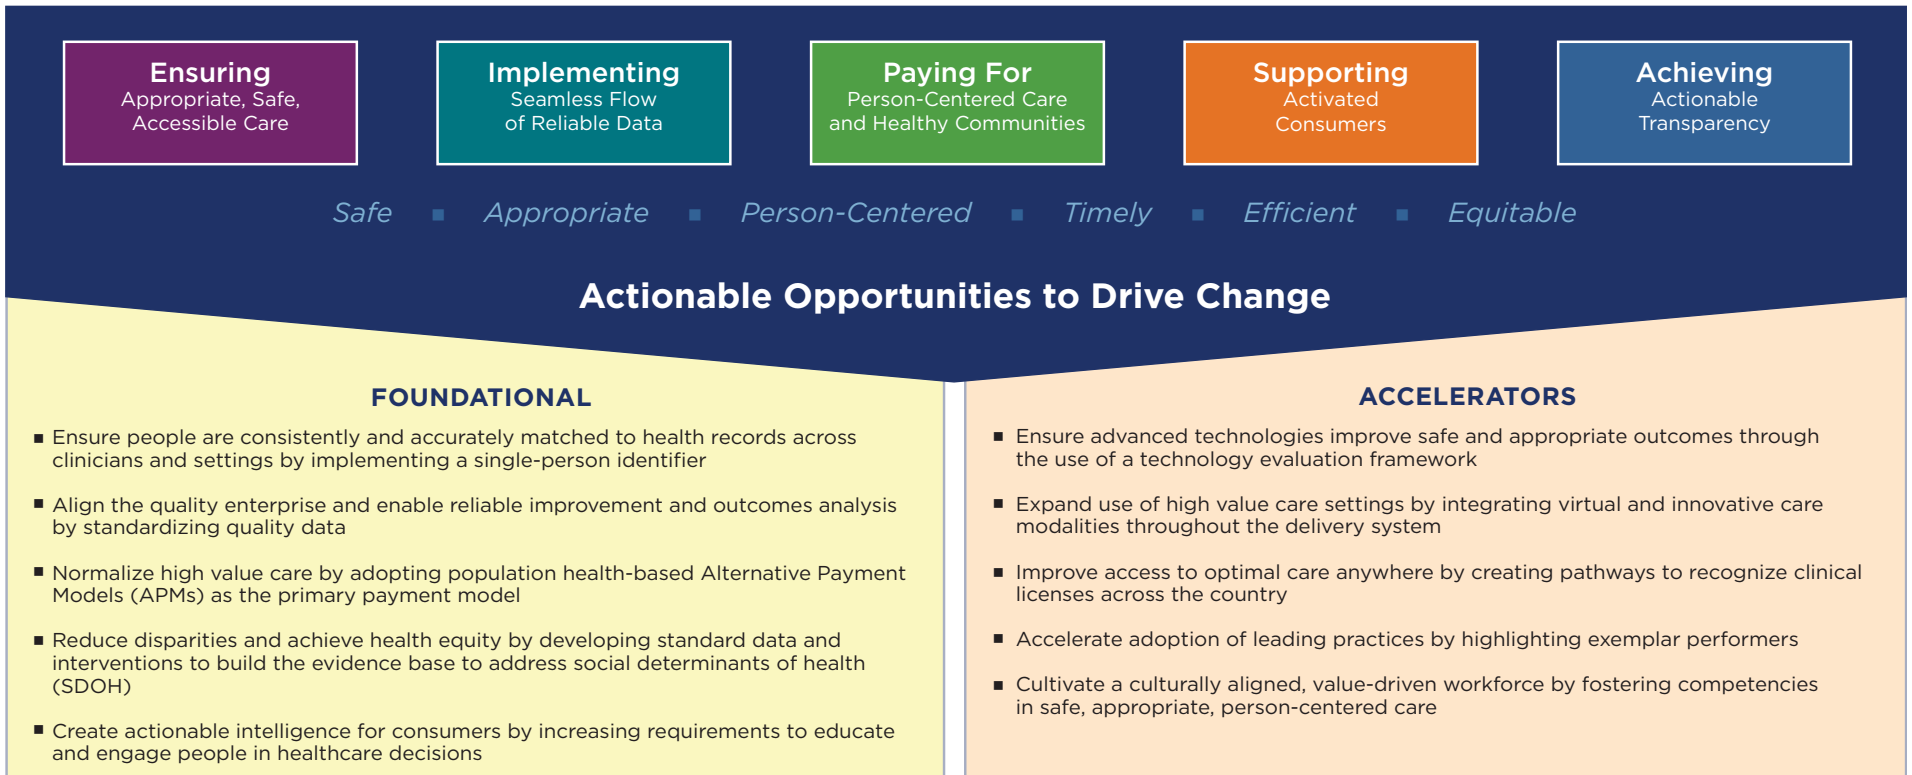 Ensuring
Appropriate, Safe,
Accessible Care
Implementing
Seamless Flow
of Reliable Data
Paying For
Person-Centered Care
and Healthy Communities
Supporting
Activated
Consumers
Achieving
Actionable
Transparency
Safe ▪ Appropriate ▪ Person-Centered ▪ Timely ▪ Efficient ▪ Equitable
Actionable Opportunities to Drive Change
FOUNDATIONAL
▪ Ensure people are consistently and accurately matched to health records across
clinicians and settings by implementing a single-person identifier
▪ Align the quality enterprise and enable reliable improvement and outcomes analysis
by standardizing quality data
▪ Normalize high value care by adopting population health-based Alternative Payment
Models (APMs) as the primary payment model
▪ Reduce disparities and achieve health equity by developing standard data and
interventions to build the evidence base to address social determinants of health
(SDOH)
▪ Create actionable intelligence for consumers by increasing requirements to educate
and engage people in healthcare decisions
ACCELERATORS
▪ Ensure advanced technologies improve safe and appropriate outcomes through
the use of a technology evaluation framework
▪ Expand use of high value care settings by integrating virtual and innovative care
modalities throughout the delivery system
▪ Improve access to optimal care anywhere by creating pathways to recognize clinical
licenses across the country
▪ Accelerate adoption of leading practices by highlighting exemplar performers
▪ Cultivate a culturally aligned, value-driven workforce by fostering competencies
in safe, appropriate, person-centered care